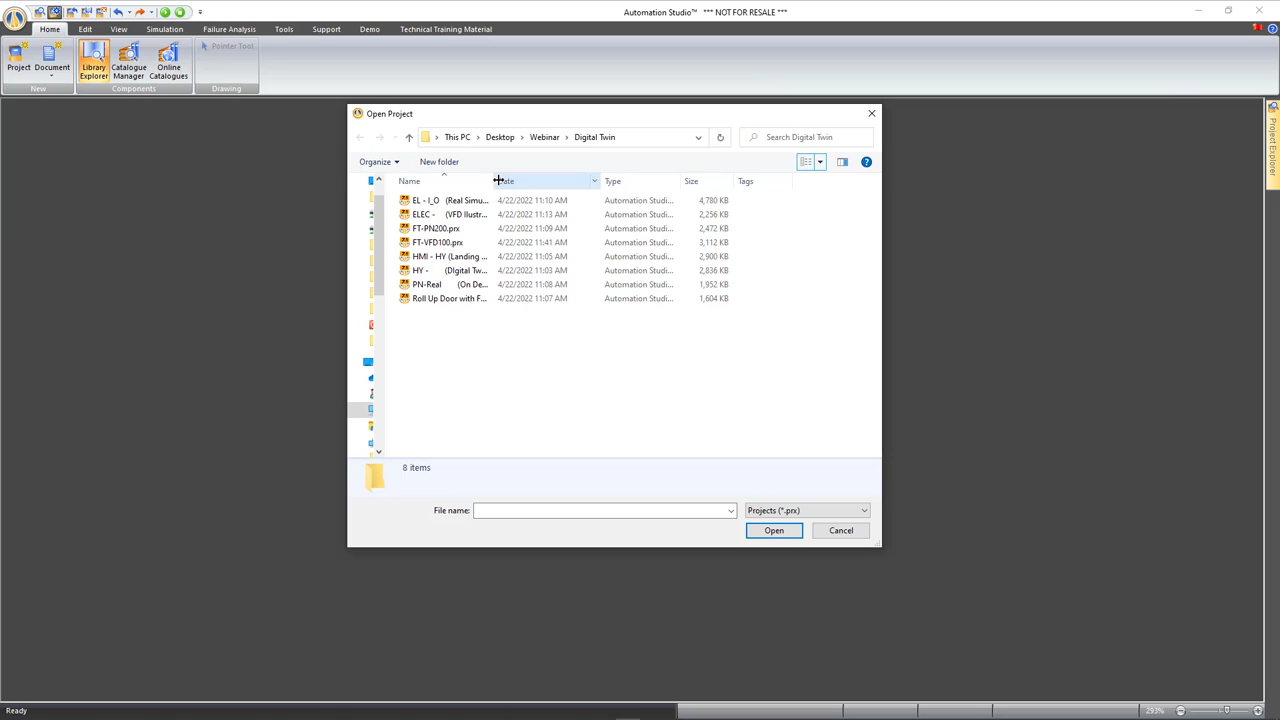 Automation Studio™ *** NOT FOR RESALE ***
Home Edit View Simulation Failure Analysis Tools Support Demo Technical Training Material
Project Document Library Explorer Catalogue Manager Online Catalogues Pointer Tool
New Components Drawing
Project Explorer
Open Project
This PC Desktop Webinar Digital Twin Search Digital Twin
Organize New folder
Name Date Type Size Tags
EL - I_O (Real Simu... 4/22/2022 11:10 AM Automation Studi... 4,780 KB
ELEC - (VFD Illustr... 4/22/2022 11:13 AM Automation Studi... 2,256 KB
FT-PN200.prx 4/22/2022 11:09 AM Automation Studi... 2,472 KB
FT-VFD100.prx 4/22/2022 11:41 AM Automation Studi... 3,112 KB
HMI - HY (Landing ... 4/22/2022 11:05 AM Automation Studi... 2,900 KB
HY - (DIgital Tw... 4/22/2022 11:03 AM Automation Studi... 2,836 KB
PN-Real (On De... 4/22/2022 11:08 AM Automation Studi... 1,952 KB
Roll Up Door with F... 4/22/2022 11:07 AM Automation Studi... 1,604 KB
8 items
File name: Projects (*.prx)
Open Cancel
Ready 293%